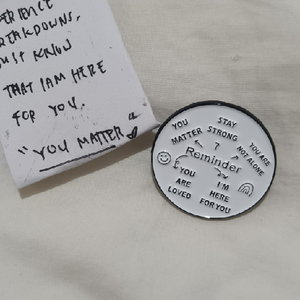 BREAKDOWNS,
JUST KNOW
THAT I AM HERE
FOR YOU.
"YOU MATTER"
YOU
MATTER
STAY
STRONG
YOU ARE
NOT ALONE
Reminder
YOU
ARE
LOVED
I'M
HERE
FOR YOU